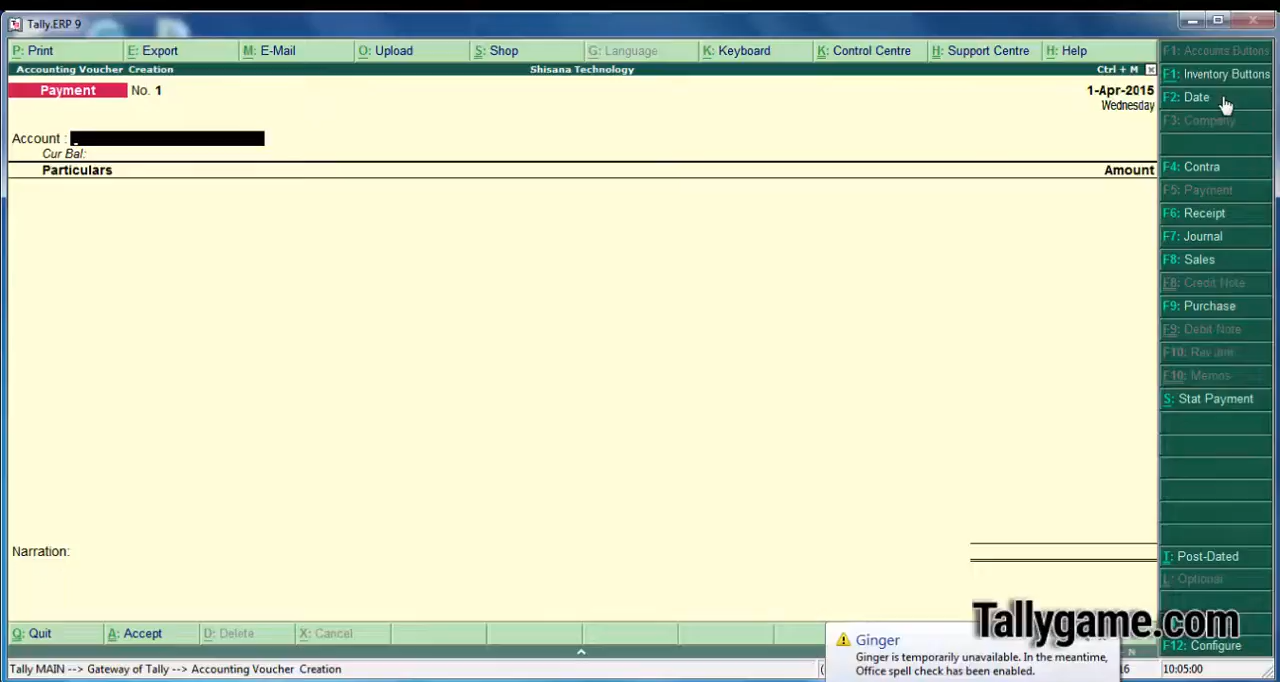 Tally.ERP 9
P: Print
E: Export
M: E-Mail
O: Upload
S: Shop
G: Language
K: Keyboard
K: Control Centre
H: Support Centre
H: Help
F1: Accounts Buttons
Accounting Voucher Creation
Shisana Technology
Ctrl + M
F1: Inventory Buttons
Payment No. 1
1-Apr-2015
F2: Date
Wednesday
F3: Company
Account :
Cur Bal:
Particulars
Amount
F4: Contra
F5: Payment
F6: Receipt
F7: Journal
F8: Sales
F8: Credit Note
F9: Purchase
F9: Debit Note
F10:
F10: Memos
S: Stat Payment
Narration:
T: Post-Dated
L: Optional
Tallygame.com
Q: Quit
A: Accept
D: Delete
X: Cancel
F12: Configure
Ginger
Ginger is temporarily unavailable. In the meantime,
Office spell check has been enabled.
Tally MAIN --> Gateway of Tally --> Accounting Voucher Creation
16
10:05:00